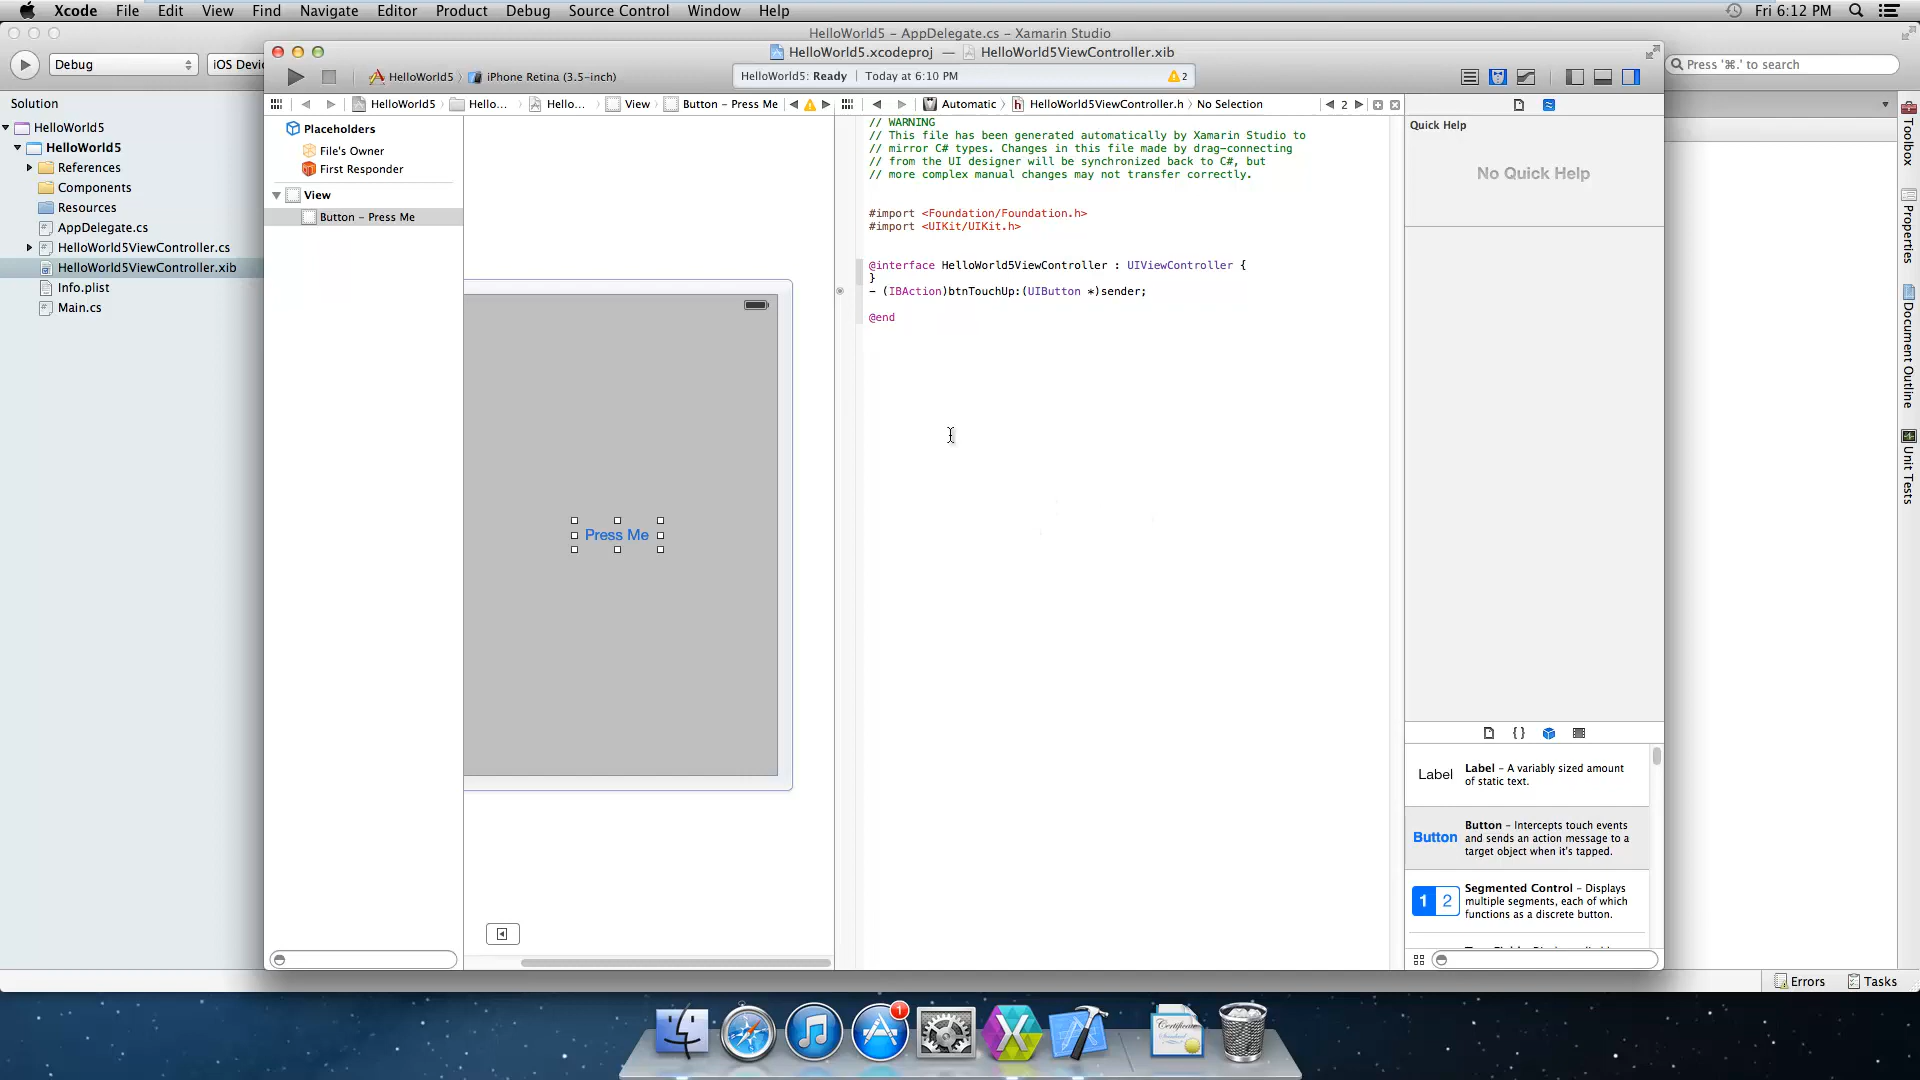 Xcode File Edit View Find Navigate Editor Product Debug Source Control Window Help
Fri 6:12 PM
HelloWorld5 – AppDelegate.cs – Xamarin Studio
Debug
iOS Devic
HelloWorld5.xcodeproj — HelloWorld5ViewController.xib
Press '⌘.' to search
HelloWorld5 iPhone Retina (3.5-inch)
HelloWorld5: Ready Today at 6:10 PM
2
Solution
HelloWorld5
HelloWorld5
References
Components
Resources
AppDelegate.cs
HelloWorld5ViewController.cs
HelloWorld5ViewController.xib
Info.plist
Main.cs
HelloWorld5 Hello... Hello... View Button – Press Me
Automatic HelloWorld5ViewController.h No Selection
2
Placeholders
File's Owner
First Responder
View
Button – Press Me
Press Me
// WARNING
// This file has been generated automatically by Xamarin Studio to
// mirror C# types. Changes in this file made by drag-connecting
// from the UI designer will be synchronized back to C#, but
// more complex manual changes may not transfer correctly.
#import <Foundation/Foundation.h>
#import <UIKit/UIKit.h>
@interface HelloWorld5ViewController : UIViewController {
}
- (IBAction)btnTouchUp:(UIButton *)sender;
@end
Quick Help
No Quick Help
{ }
Label
Label – A variably sized amount
of static text.
Button
Button – Intercepts touch events
and sends an action message to a
target object when it's tapped.
1 2
Segmented Control – Displays
multiple segments, each of which
functions as a discrete button.
Toolbox
Properties
Document Outline
Unit Tests
Errors Tasks
1